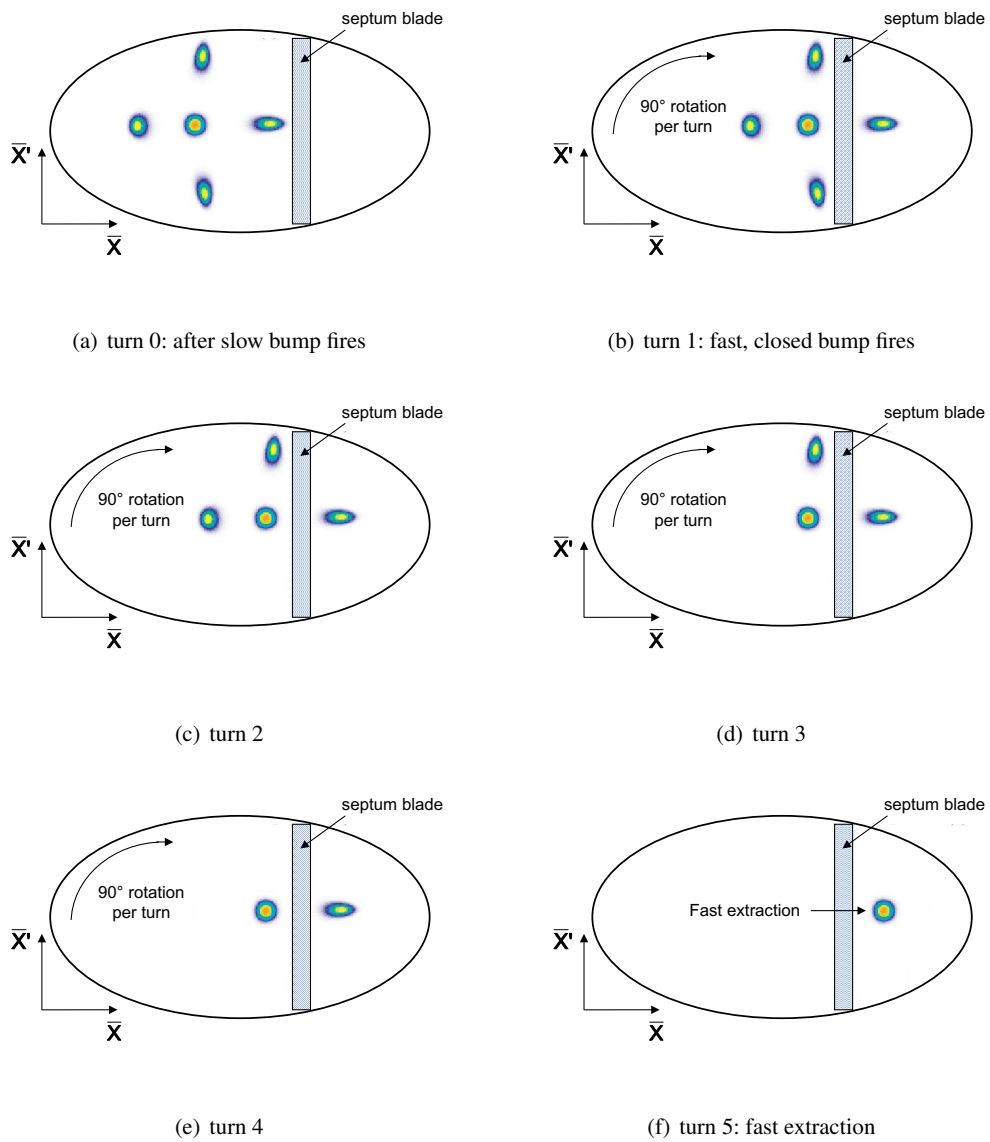 septum blade
X̄'
X̄
(a) turn 0: after slow bump fires
septum blade
90° rotation
per turn
X̄'
X̄
(b) turn 1: fast, closed bump fires
septum blade
90° rotation
per turn
X̄'
X̄
(c) turn 2
septum blade
90° rotation
per turn
X̄'
X̄
(d) turn 3
septum blade
90° rotation
per turn
X̄'
X̄
(e) turn 4
septum blade
Fast extraction
X̄'
X̄
(f) turn 5: fast extraction